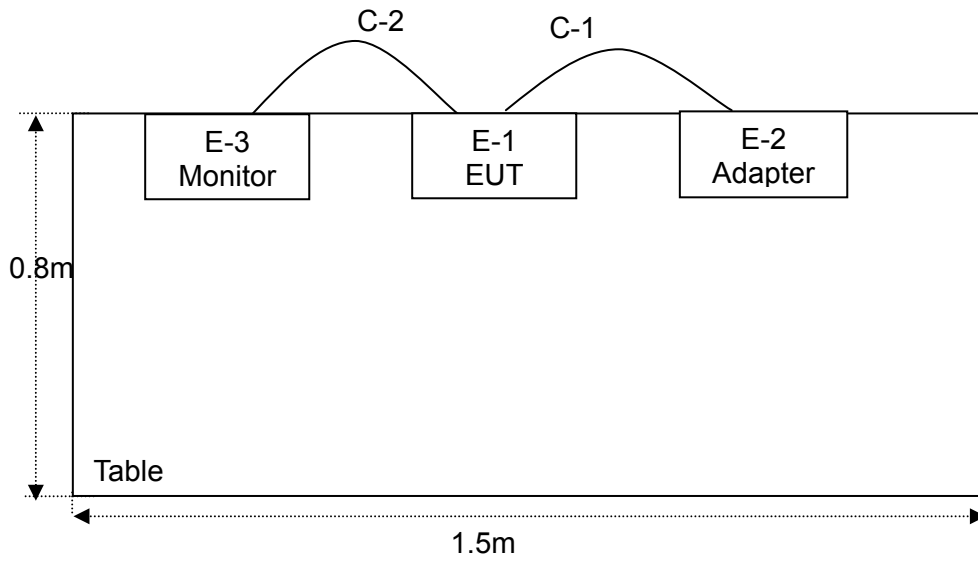 C-2
C-1
E-3
Monitor
E-1
EUT
E-2
Adapter
0.8m
Table
1.5m